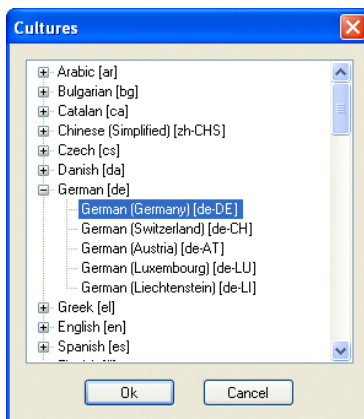 Cultures
Arabic [ar]
Bulgarian [bg]
Catalan [ca]
Chinese (Simplified) [zh-CHS]
Czech [cs]
Danish [da]
German [de]
German (Germany) [de-DE]
German (Switzerland) [de-CH]
German (Austria) [de-AT]
German (Luxembourg) [de-LU]
German (Liechtenstein) [de-LI]
Greek [el]
English [en]
Spanish [es]
Ok
Cancel